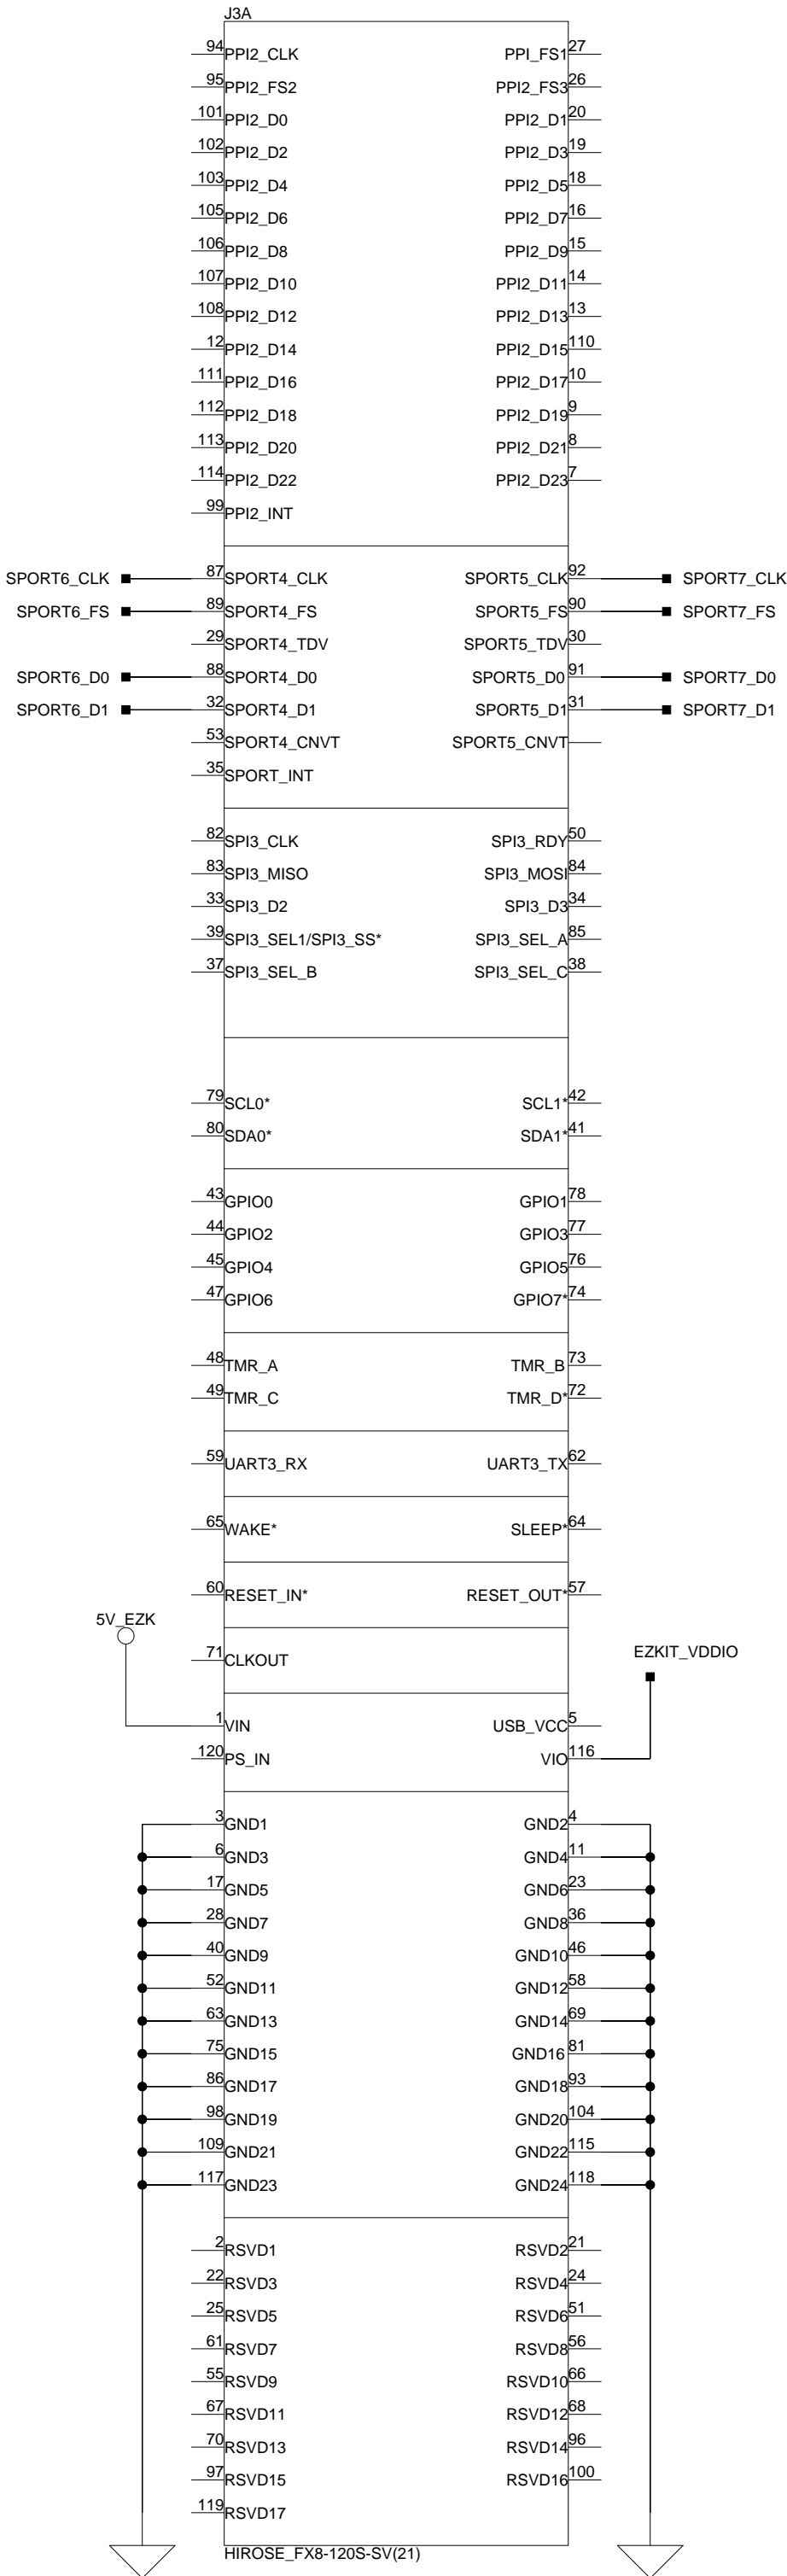 J3A
94 PPI2_CLK PPI_FS1 27
95 PPI2_FS2 PPI2_FS3 26
101 PPI2_D0 PPI2_D1 20
102 PPI2_D2 PPI2_D3 19
103 PPI2_D4 PPI2_D5 18
105 PPI2_D6 PPI2_D7 16
106 PPI2_D8 PPI2_D9 15
107 PPI2_D10 PPI2_D11 14
108 PPI2_D12 PPI2_D13 13
12 PPI2_D14 PPI2_D15 110
111 PPI2_D16 PPI2_D17 10
112 PPI2_D18 PPI2_D19 9
113 PPI2_D20 PPI2_D21 8
114 PPI2_D22 PPI2_D23 7
99 PPI2_INT
SPORT6_CLK 87 SPORT4_CLK SPORT5_CLK 92 SPORT7_CLK
SPORT6_FS 89 SPORT4_FS SPORT5_FS 90 SPORT7_FS
29 SPORT4_TDV SPORT5_TDV 30
SPORT6_D0 88 SPORT4_D0 SPORT5_D0 91 SPORT7_D0
SPORT6_D1 32 SPORT4_D1 SPORT5_D1 31 SPORT7_D1
53 SPORT4_CNVT SPORT5_CNVT
35 SPORT_INT
82 SPI3_CLK SPI3_RDY 50
83 SPI3_MISO SPI3_MOSI 84
33 SPI3_D2 SPI3_D3 34
39 SPI3_SEL1/SPI3_SS* SPI3_SEL_A 85
37 SPI3_SEL_B SPI3_SEL_C 38
79 SCL0* SCL1* 42
80 SDA0* SDA1* 41
43 GPIO0 GPIO1 78
44 GPIO2 GPIO3 77
45 GPIO4 GPIO5 76
47 GPIO6 GPIO7* 74
48 TMR_A TMR_B 73
49 TMR_C TMR_D* 72
59 UART3_RX UART3_TX 62
65 WAKE* SLEEP* 64
60 RESET_IN* RESET_OUT* 57
5V_EZK
71 CLKOUT
EZKIT_VDDIO
1 VIN USB_VCC 5
120 PS_IN VIO 116
3 GND1 GND2 4
6 GND3 GND4 11
17 GND5 GND6 23
28 GND7 GND8 36
40 GND9 GND10 46
52 GND11 GND12 58
63 GND13 GND14 69
75 GND15 GND16 81
86 GND17 GND18 93
98 GND19 GND20 104
109 GND21 GND22 115
117 GND23 GND24 118
2 RSVD1 RSVD2 21
22 RSVD3 RSVD4 24
25 RSVD5 RSVD6 51
61 RSVD7 RSVD8 56
55 RSVD9 RSVD10 66
67 RSVD11 RSVD12 68
70 RSVD13 RSVD14 96
97 RSVD15 RSVD16 100
119 RSVD17
HIROSE_FX8-120S-SV(21)